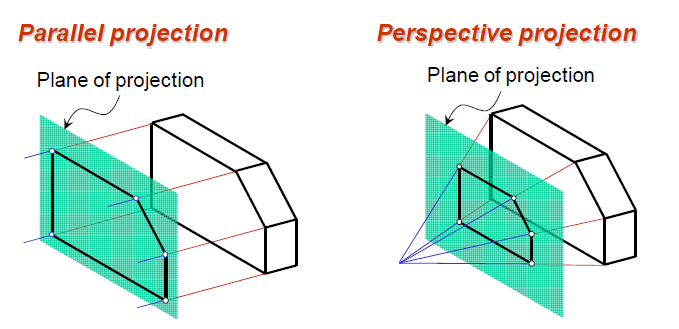 Parallel projection
Perspective projection
Plane of projection
Plane of projection